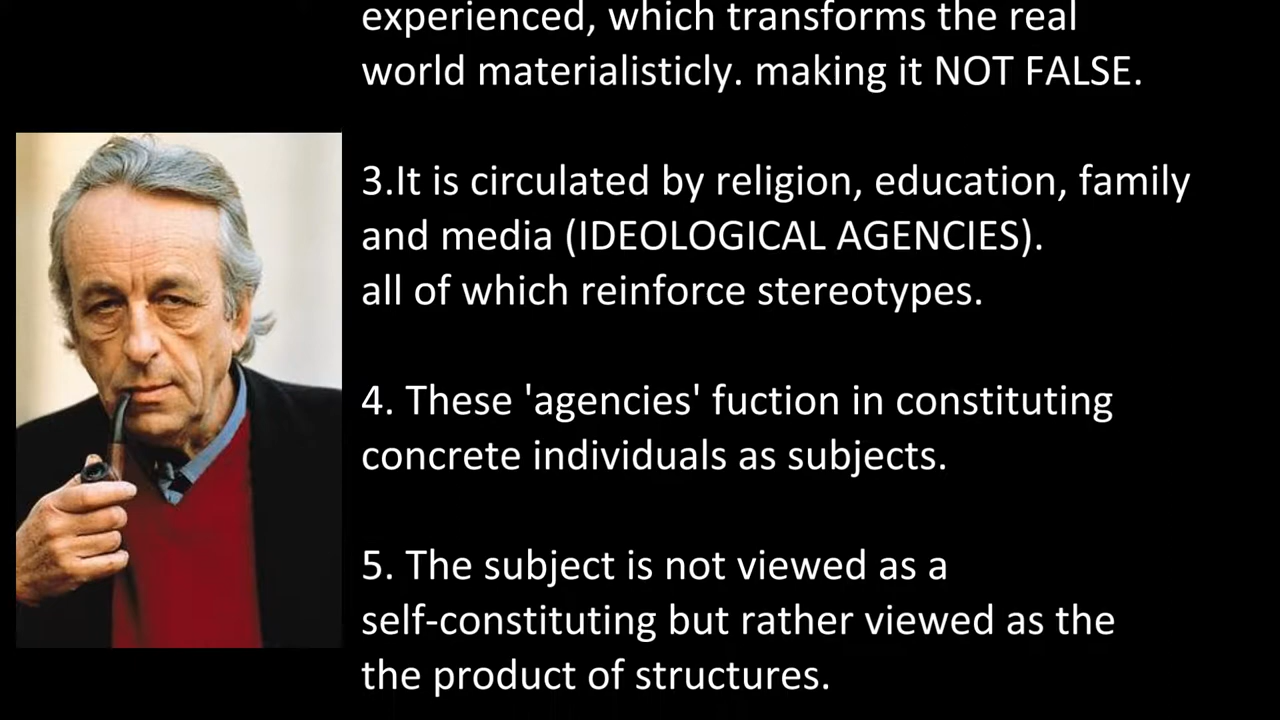 experienced, which transforms the real
world materialisticly. making it NOT FALSE.
3.It is circulated by religion, education, family
and media (IDEOLOGICAL AGENCIES).
all of which reinforce stereotypes.
4. These 'agencies' fuction in constituting
concrete individuals as subjects.
5. The subject is not viewed as a
self-constituting but rather viewed as the
the product of structures.